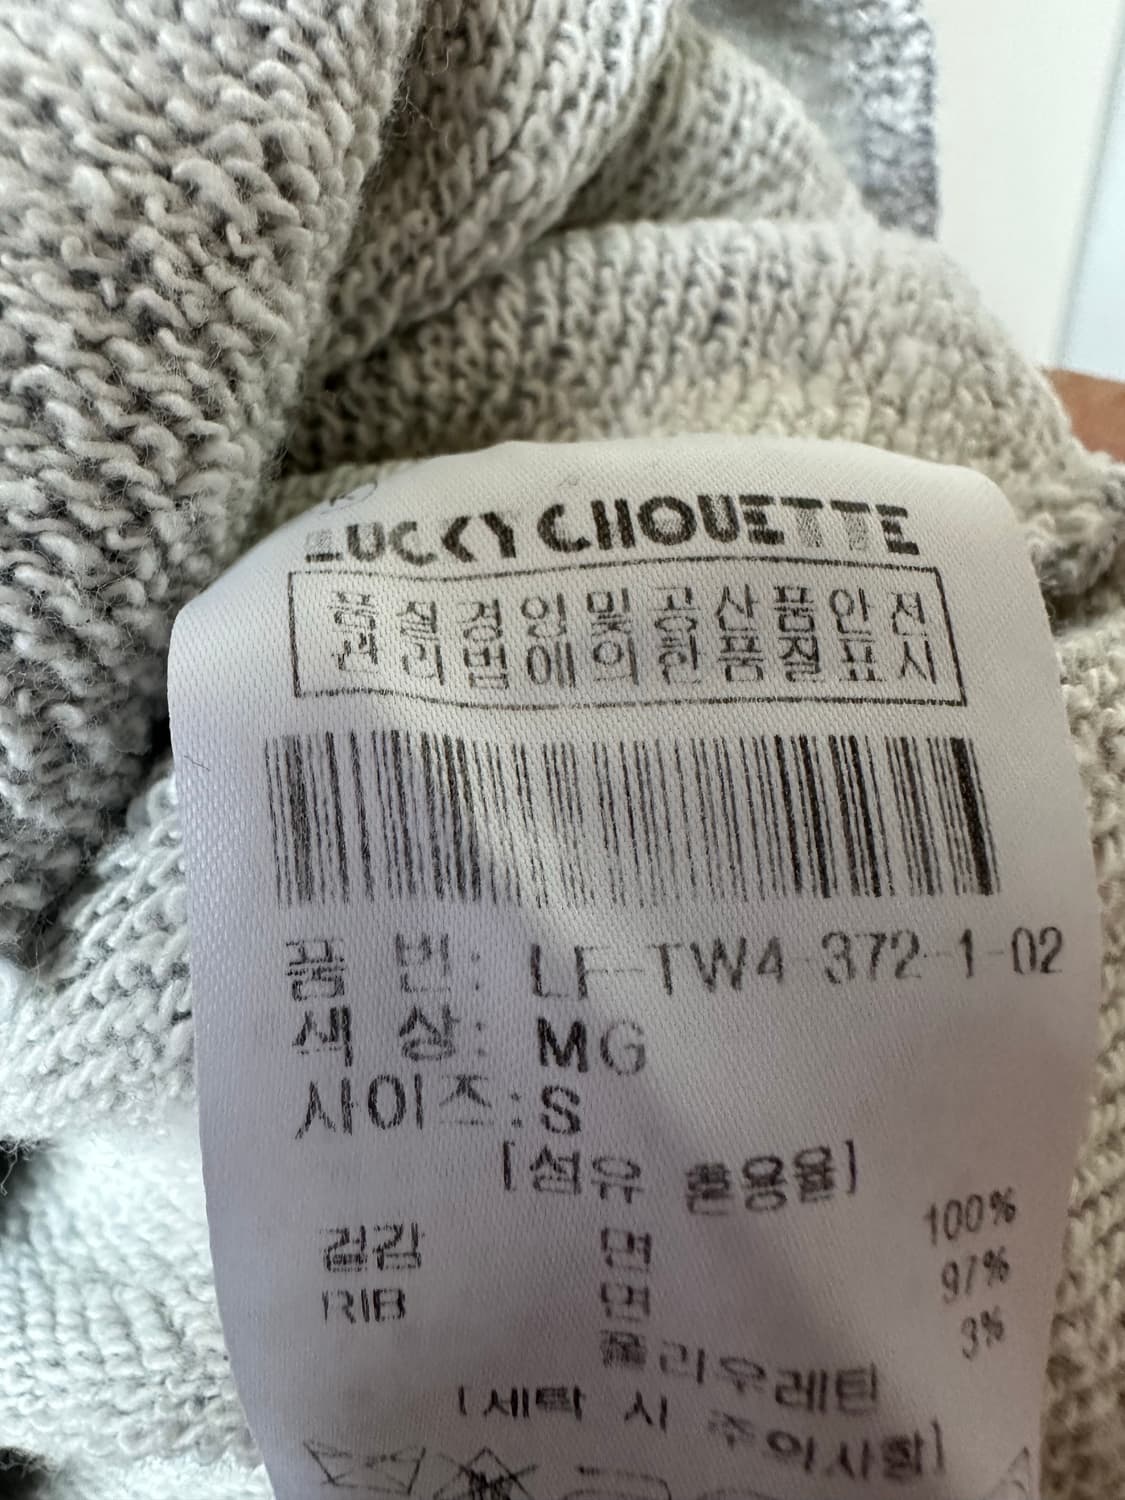 LUCKY CHOUETTE
품질경영및공산품안전
관리법에의한품질표시
품 번: LF-TW4-372-1-02
색 상: MG
사이즈:S
[섬유 혼용율]
겉감 면 100%
RIB 면 97%
폴리우레탄 3%
[세탁 시 주의사항]